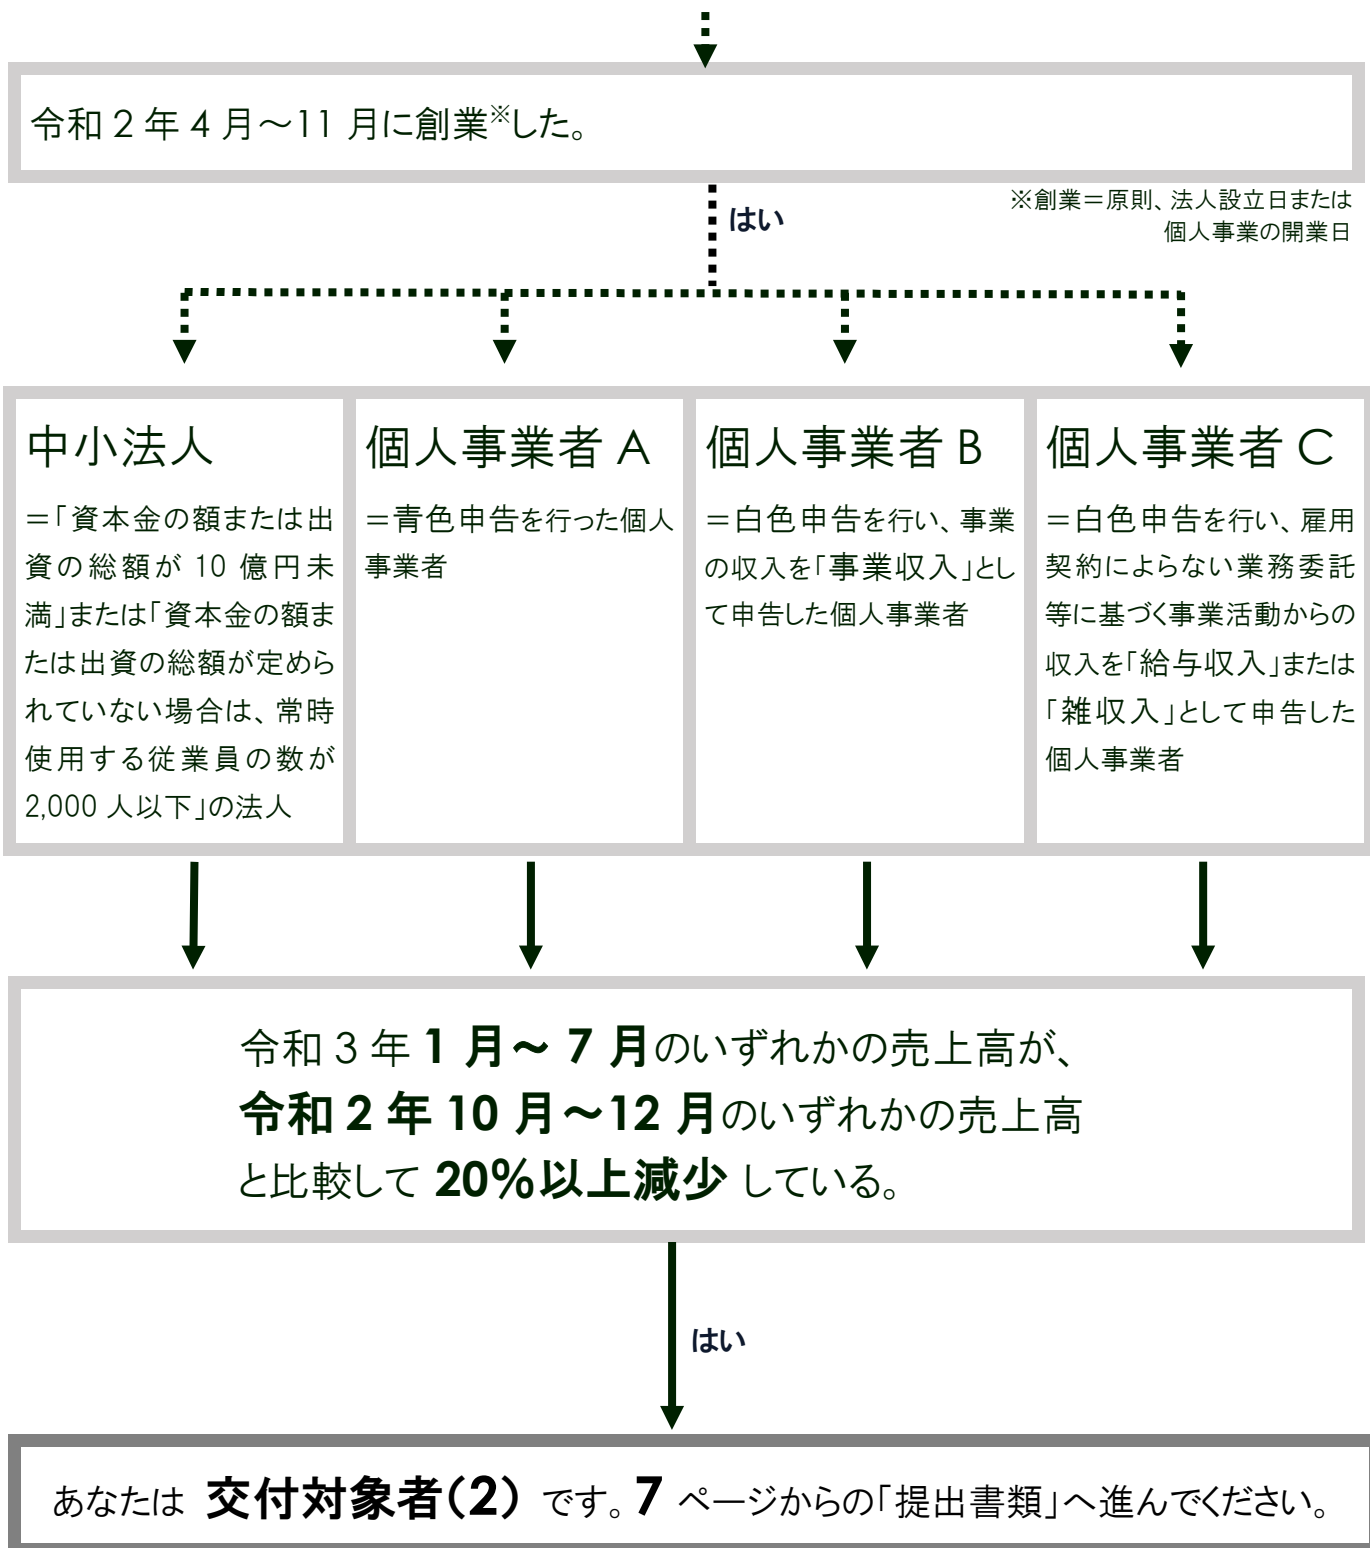 令和 2 年 4 月～11 月に創業※した。
※創業＝原則、法人設立日または
個人事業の開業日
はい
中小法人
＝「資本金の額または出
資の総額が 10 億円未
満」または「資本金の額ま
たは出資の総額が定めら
れていない場合は、常時
使用する従業員の数が
2,000 人以下」の法人
個人事業者 A
＝青色申告を行った個人
事業者
個人事業者 B
＝白色申告を行い、事業
の収入を「事業収入」とし
て申告した個人事業者
個人事業者 C
＝白色申告を行い、雇用
契約によらない業務委託
等に基づく事業活動からの
収入を「給与収入」または
「雑収入」として申告した
個人事業者
令和 3 年 1 月～ 7 月のいずれかの売上高が、
令和 2 年 10 月～12 月のいずれかの売上高
と比較して 20%以上減少 している。
はい
あなたは 交付対象者(2) です。7 ページからの「提出書類」へ進んでください。